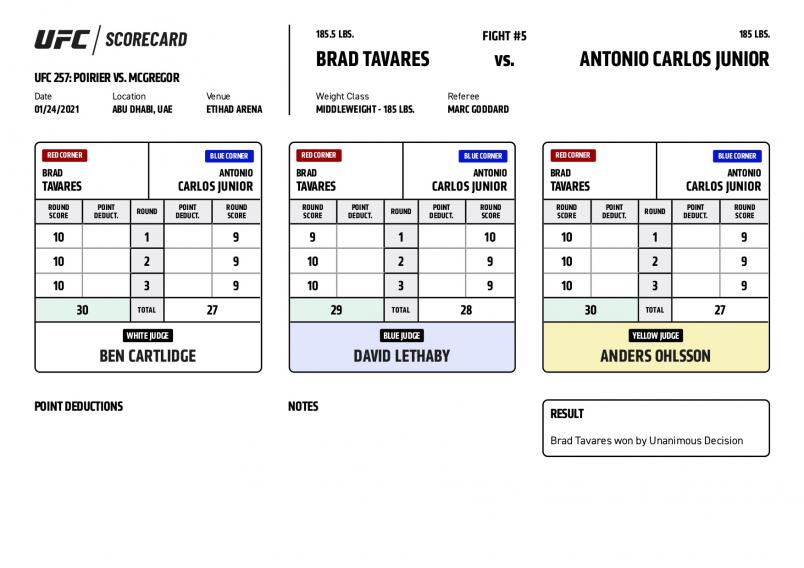 UFC / SCORECARD
UFC 257: POIRIER VS. MCGREGOR
Date Location Venue
01/24/2021 ABU DHABI, UAE ETIHAD ARENA
185.5 LBS. FIGHT #5 185 LBS.
BRAD TAVARES VS. ANTONIO CARLOS JUNIOR
Weight Class Referee
MIDDLEWEIGHT - 185 LBS. MARC GODDARD
RED CORNER BLUE CORNER
BRAD ANTONIO
TAVARES CARLOS JUNIOR
ROUND POINT ROUND POINT ROUND
SCORE DEDUCT. DEDUCT. SCORE
10 1 9
10 2 9
10 3 9
30 TOTAL 27
WHITE JUDGE
BEN CARTLIDGE
RED CORNER BLUE CORNER
BRAD ANTONIO
TAVARES CARLOS JUNIOR
ROUND POINT ROUND POINT ROUND
SCORE DEDUCT. DEDUCT. SCORE
9 1 10
10 2 9
10 3 9
29 TOTAL 28
BLUE JUDGE
DAVID LETHABY
RED CORNER BLUE CORNER
BRAD ANTONIO
TAVARES CARLOS JUNIOR
ROUND POINT ROUND POINT ROUND
SCORE DEDUCT. DEDUCT. SCORE
10 1 9
10 2 9
10 3 9
30 TOTAL 27
YELLOW JUDGE
ANDERS OHLSSON
POINT DEDUCTIONS
NOTES
RESULT
Brad Tavares won by Unanimous Decision